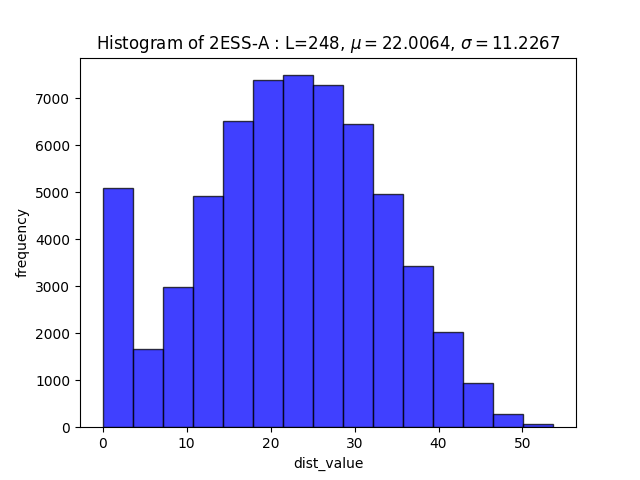 Histogram of 2ESS-A : L=248, μ = 22.0064, σ = 11.2267
7000
6000
5000
4000
3000
2000
1000
0
frequency
0 10 20 30 40 50
dist_value